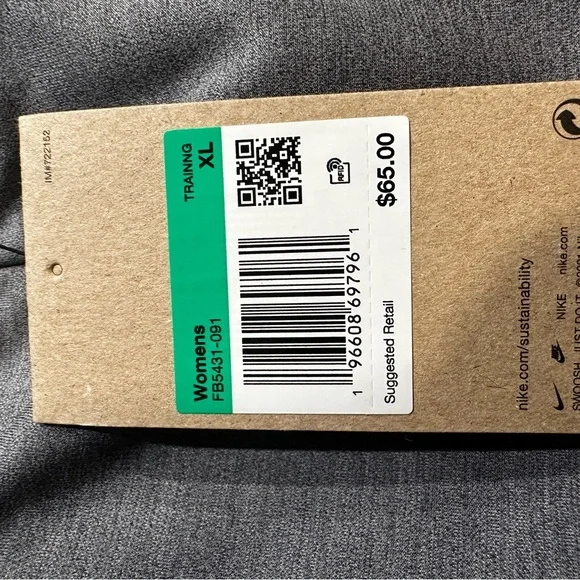 IM#722152
TRAINNG
XL
Womens
FB5431-091
RFID
1 96608 69796 1
$65.00
Suggested Retail
nike.com/sustainability
NIKE
nike.com